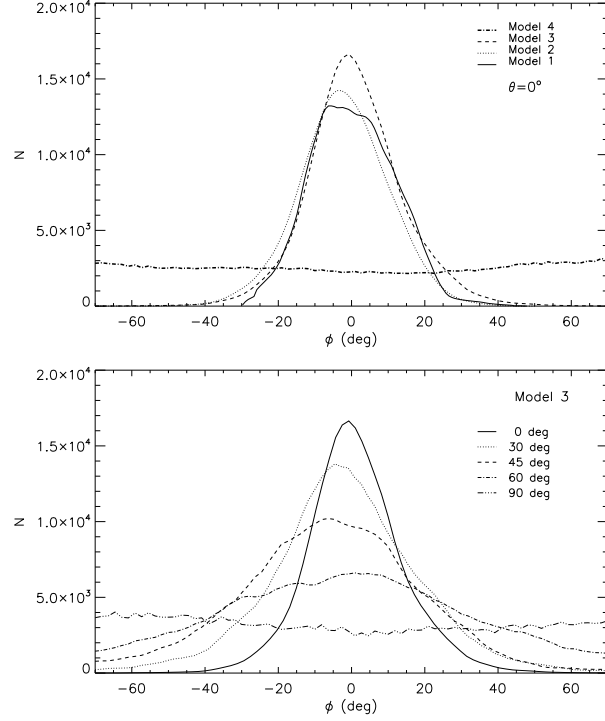 2.0×10⁴
1.5×10⁴
1.0×10⁴
5.0×10³
0
N
−60 −40 −20 0 20 40 60
ϕ (deg)
Model 4
Model 3
Model 2
Model 1
θ=0°
2.0×10⁴
1.5×10⁴
1.0×10⁴
5.0×10³
0
N
−60 −40 −20 0 20 40 60
ϕ (deg)
Model 3
0 deg
30 deg
45 deg
60 deg
90 deg